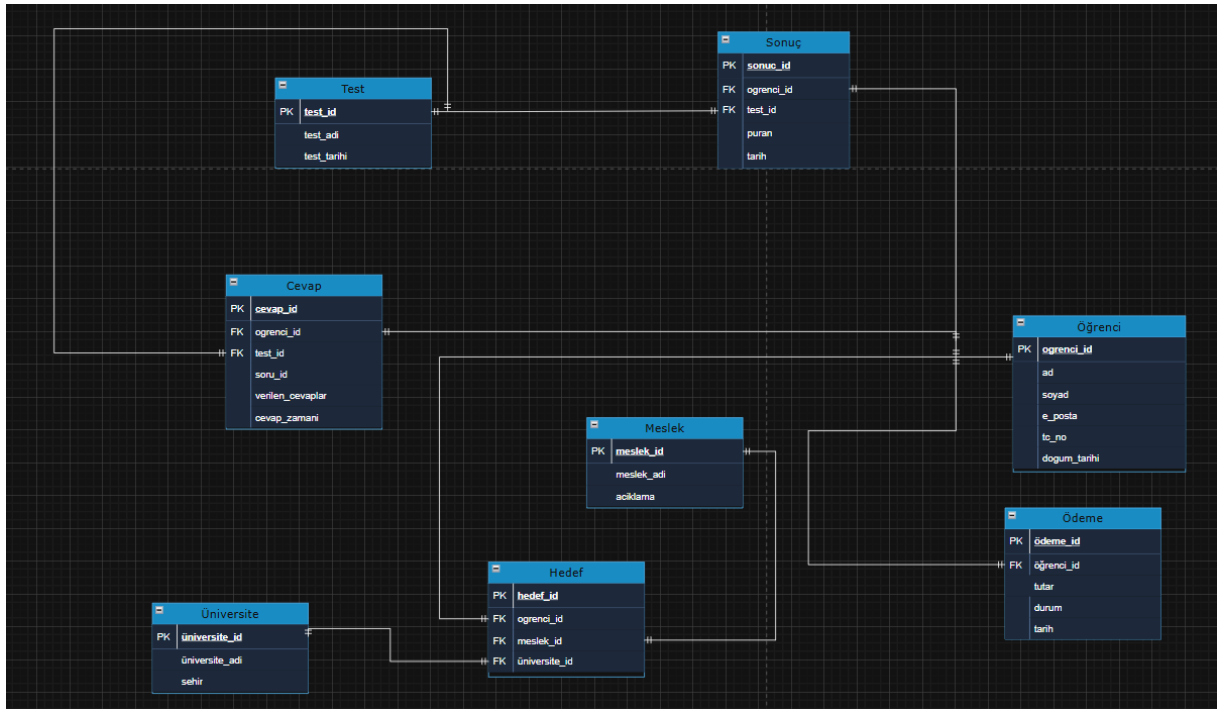 Test
PK test_id
test_adi
test_tarihi
Sonuç
PK sonuc_id
FK ogrenci_id
FK test_id
puran
tarih
Cevap
PK cevap_id
FK ogrenci_id
FK test_id
soru_id
verilen_cevaplar
cevap_zamani
Öğrenci
PK ogrenci_id
ad
soyad
e_posta
tc_no
dogum_tarihi
Meslek
PK meslek_id
meslek_adi
aciklama
Ödeme
PK ödeme_id
FK öğrenci_id
tutar
durum
tarih
Hedef
PK hedef_id
FK ogrenci_id
FK meslek_id
FK üniversite_id
Üniversite
PK üniversite_id
üniversite_adi
sehir